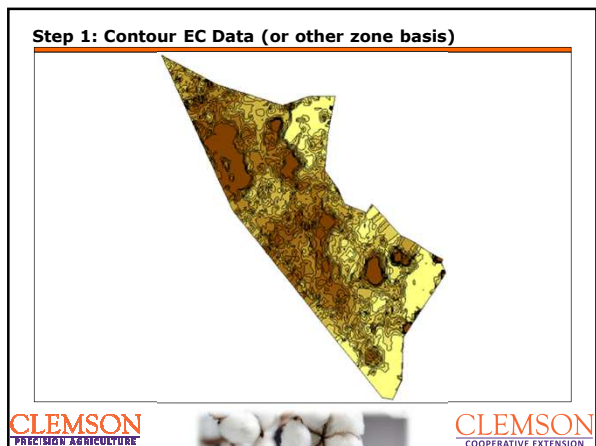 Step 1: Contour EC Data (or other zone basis)
CLEMSON
PRECISION AGRICULTURE
CLEMSON
COOPERATIVE EXTENSION